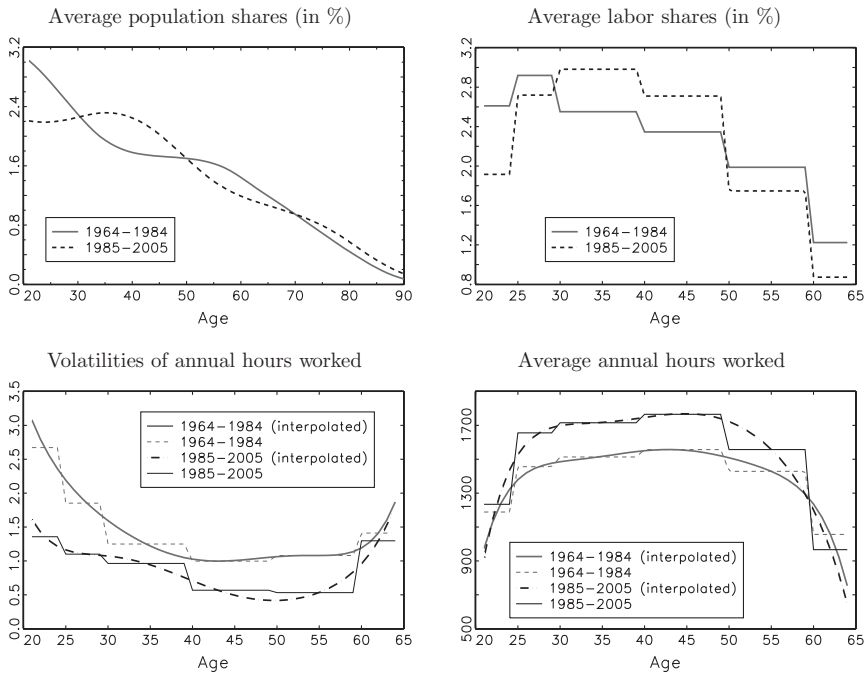 Average population shares (in %)
3.2
2.4
1.6
0.8
0.0
1964-1984
1985-2005
20 30 40 50 60 70 80 90
Age
Average labor shares (in %)
3.2
2.8
2.4
2.0
1.6
1.2
0.8
1964-1984
1985-2005
20 25 30 35 40 45 50 55 60 65
Age
Volatilities of annual hours worked
3.5
3.0
2.5
2.0
1.5
1.0
0.5
0.0
1964-1984 (interpolated)
1964-1984
1985-2005 (interpolated)
1985-2005
20 25 30 35 40 45 50 55 60 65
Age
Average annual hours worked
1700
1300
900
500
1964-1984 (interpolated)
1964-1984
1985-2005 (interpolated)
1985-2005
20 25 30 35 40 45 50 55 60 65
Age